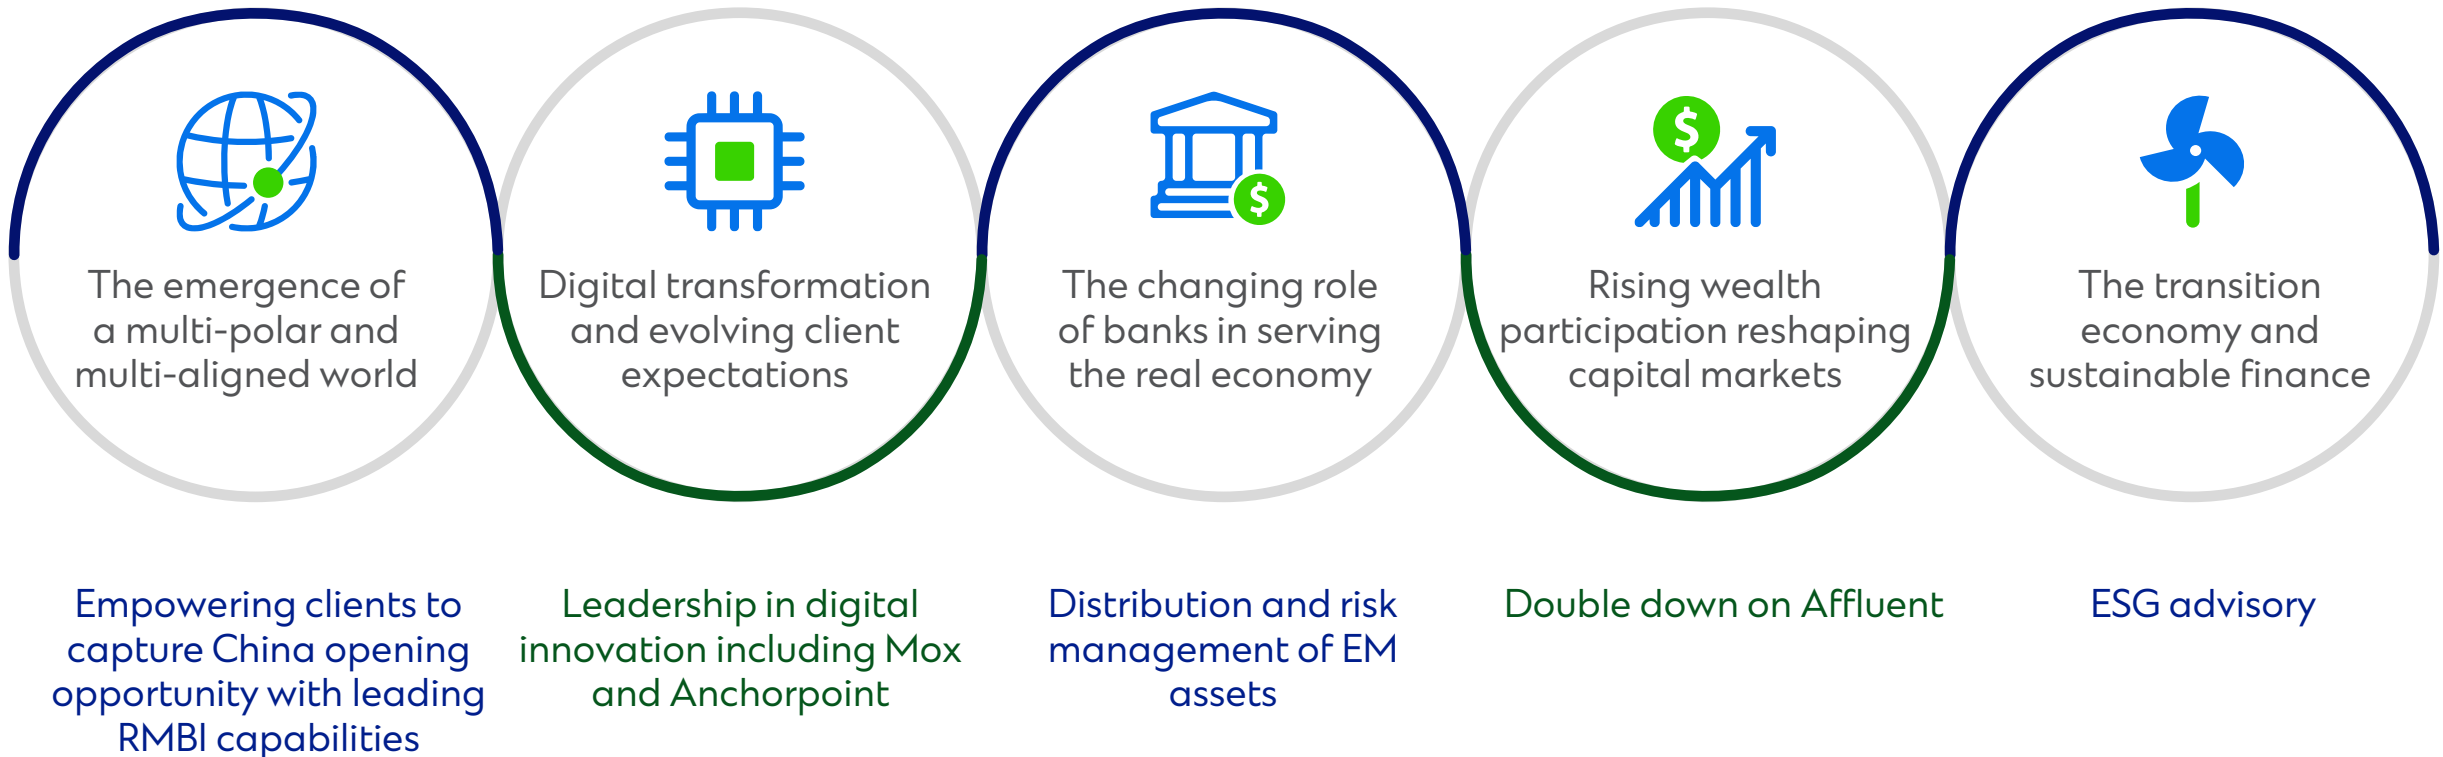 The emergence of
a multi-polar and
multi-aligned world
Digital transformation
and evolving client
expectations
The changing role
of banks in serving
the real economy
Rising wealth
participation reshaping
capital markets
The transition
economy and
sustainable finance
Empowering clients to
capture China opening
opportunity with leading
RMBI capabilities
Leadership in digital
innovation including Mox
and Anchorpoint
Distribution and risk
management of EM
assets
Double down on Affluent
ESG advisory